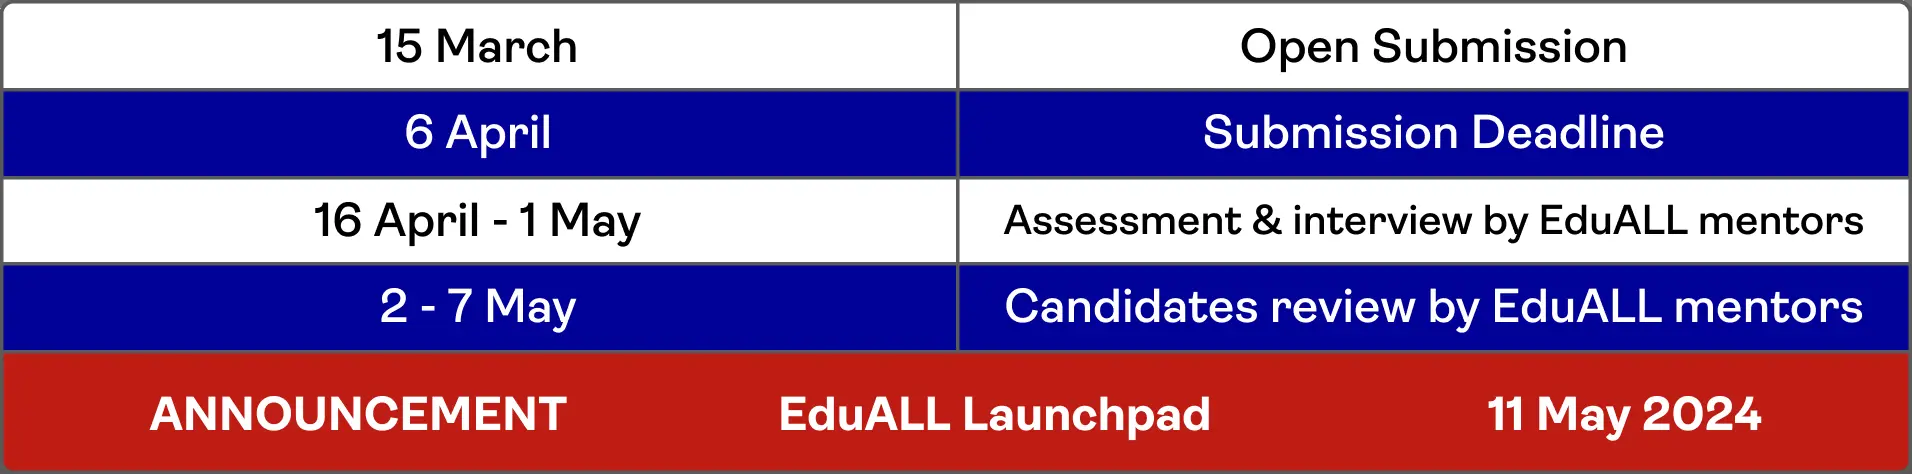 15 March Open Submission
6 April Submission Deadline
16 April - 1 May Assessment & interview by EduALL mentors
2 - 7 May Candidates review by EduALL mentors
ANNOUNCEMENT EduALL Launchpad 11 May 2024